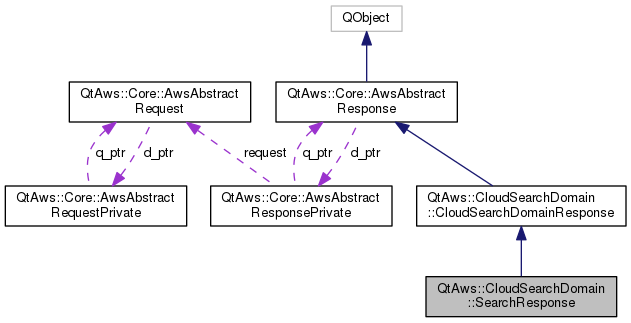 QObject
QtAws::Core::AwsAbstract
Request
QtAws::Core::AwsAbstract
Response
q_ptr
d_ptr
request
q_ptr
d_ptr
QtAws::Core::AwsAbstract
RequestPrivate
QtAws::Core::AwsAbstract
ResponsePrivate
QtAws::CloudSearchDomain
::CloudSearchDomainResponse
QtAws::CloudSearchDomain
::SearchResponse